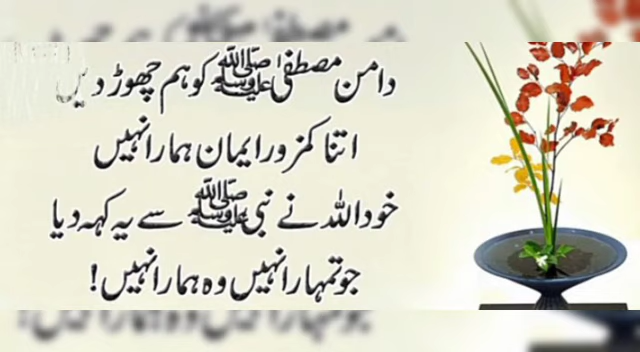 دامن مصطفیٰ ﷺ کو ہم چھوڑ دیں
اتنا کمزور ایمان ہمارا نہیں
خود اللہ نے نبی ﷺ سے یہ کہہ دیا
جو تمہارا نہیں وہ ہمارا نہیں!